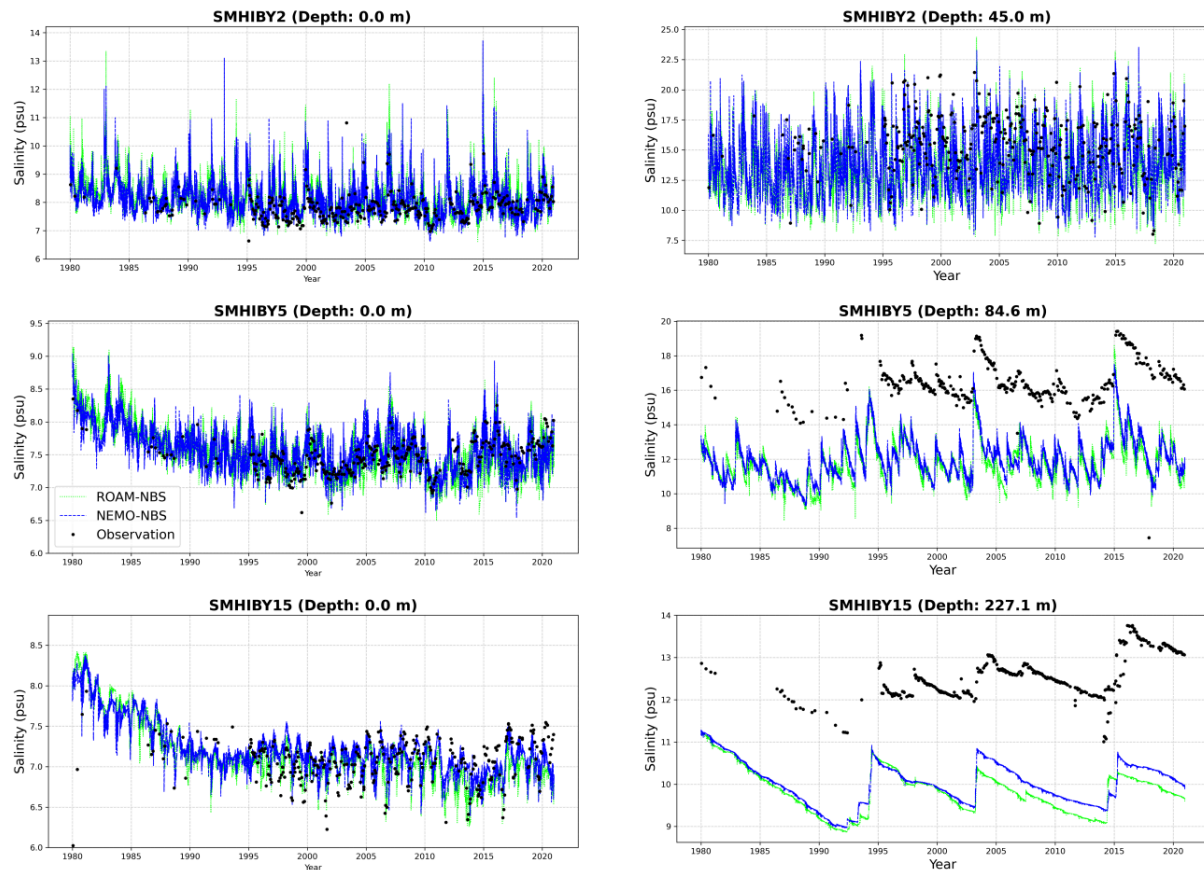 SMHIBY2 (Depth: 0.0 m)
Salinity (psu)
14
13
12
11
10
9
8
7
6
1980 1985 1990 1995 2000 2005 2010 2015 2020
Year
SMHIBY2 (Depth: 45.0 m)
Salinity (psu)
25.0
22.5
20.0
17.5
15.0
12.5
10.0
7.5
1980 1985 1990 1995 2000 2005 2010 2015 2020
Year
SMHIBY5 (Depth: 0.0 m)
Salinity (psu)
9.5
9.0
8.5
8.0
7.5
7.0
6.5
6.0
ROAM-NBS
NEMO-NBS
Observation
1980 1985 1990 1995 2000 2005 2010 2015 2020
SMHIBY5 (Depth: 84.6 m)
Salinity (psu)
20
18
16
14
12
10
8
1980 1985 1990 1995 2000 2005 2010 2015 2020
Year
SMHIBY15 (Depth: 0.0 m)
Salinity (psu)
8.5
8.0
7.5
7.0
6.5
6.0
1980 1985 1990 1995 2000 2005 2010 2015 2020
SMHIBY15 (Depth: 227.1 m)
Salinity (psu)
14
13
12
11
10
9
1980 1985 1990 1995 2000 2005 2010 2015 2020
Year